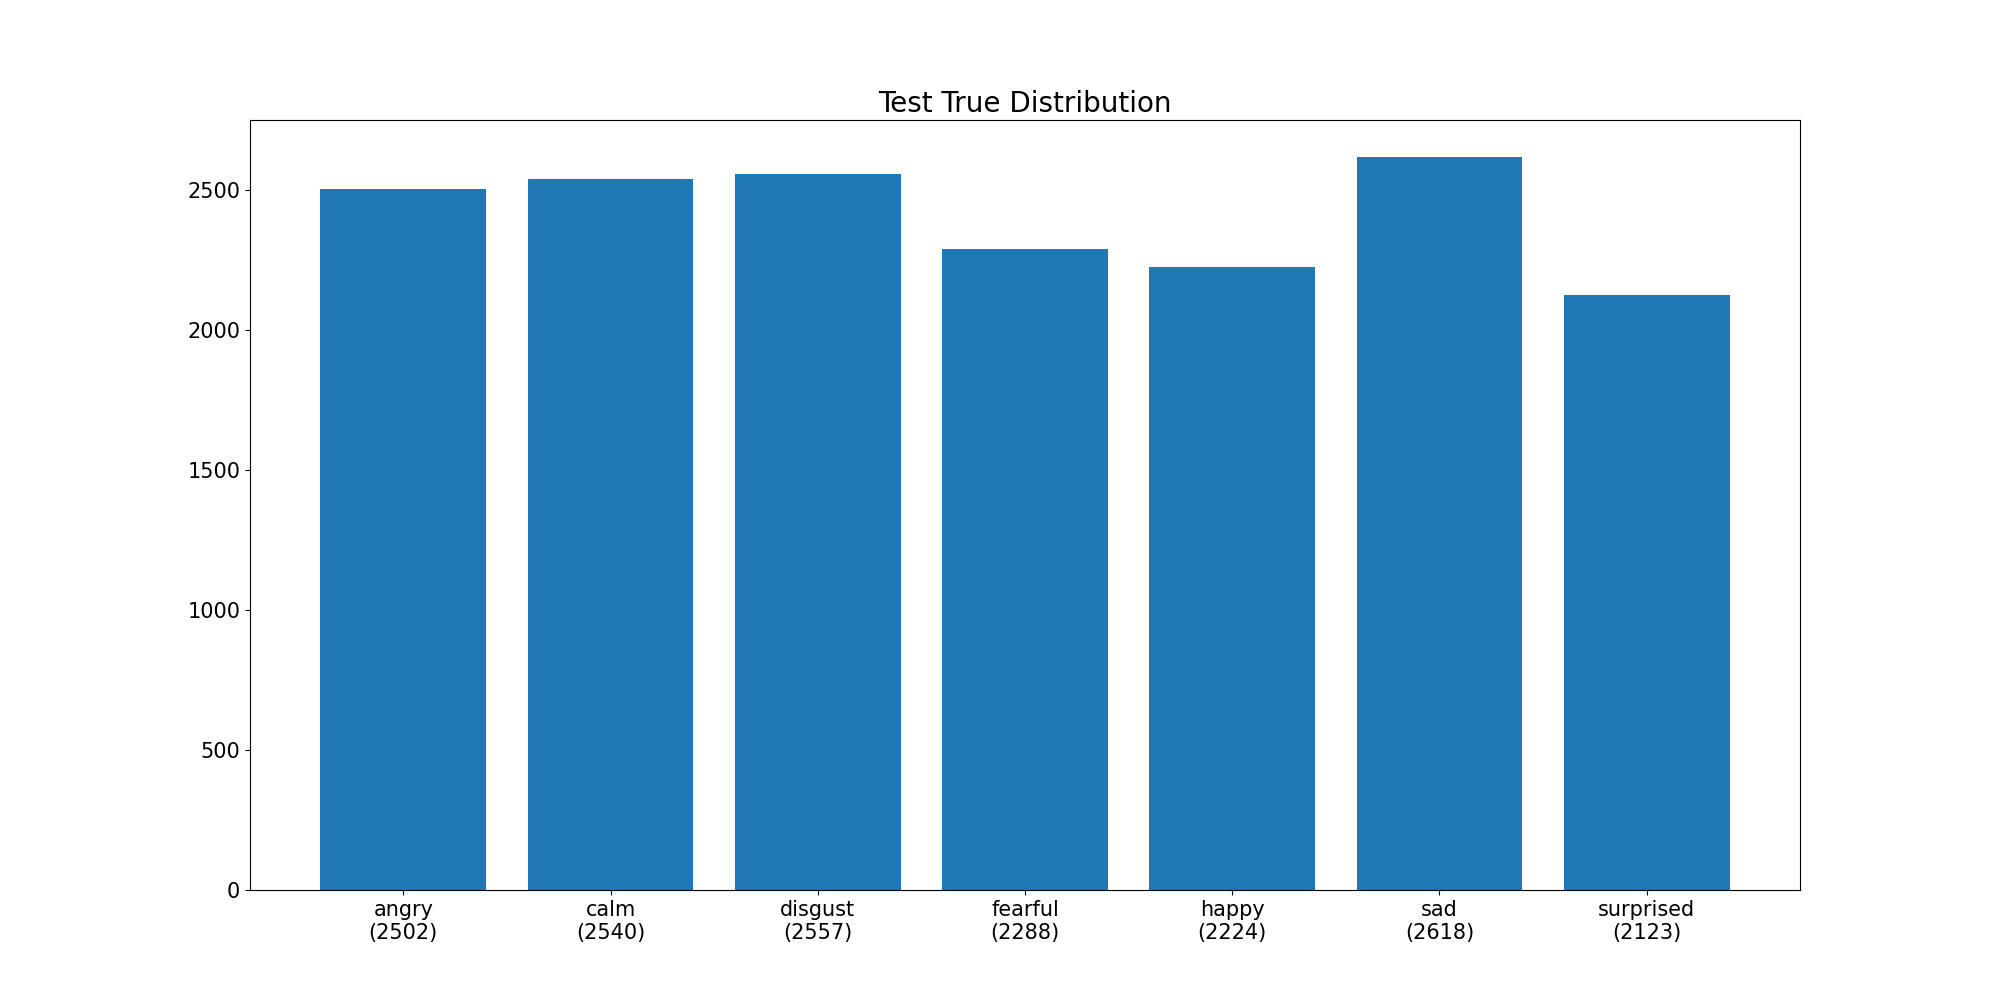 Test True Distribution
2500
2000
1500
1000
500
0
angry
(2502)
calm
(2540)
disgust
(2557)
fearful
(2288)
happy
(2224)
sad
(2618)
surprised
(2123)